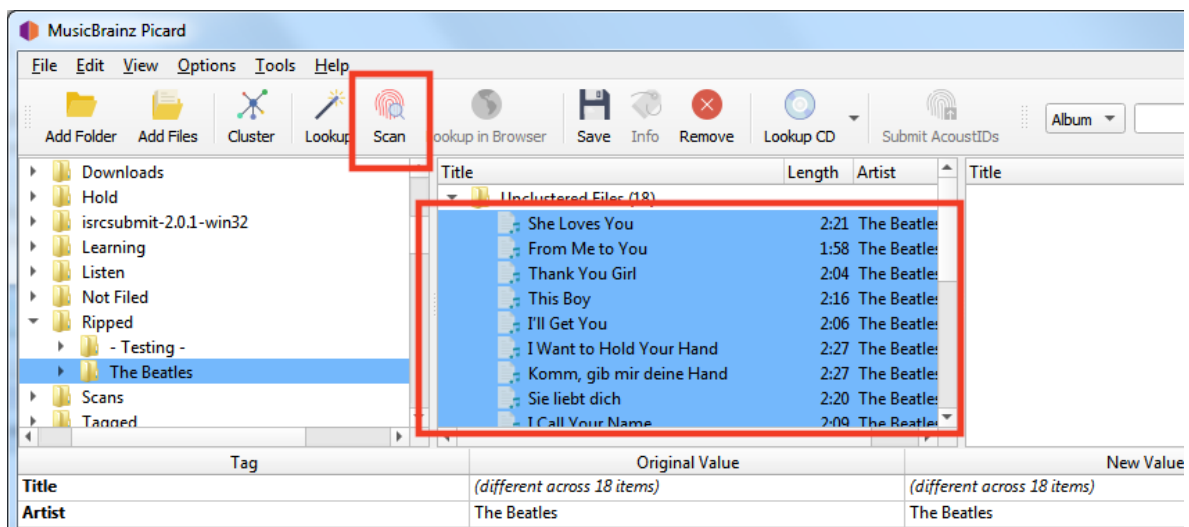 MusicBrainz Picard
File Edit View Options Tools Help
Add Folder Add Files Cluster Lookup Scan ookup in Browser Save Info Remove Lookup CD Submit AcoustIDs Album
Downloads
Hold
isrcsubmit-2.0.1-win32
Learning
Listen
Not Filed
Ripped
- Testing -
The Beatles
Scans
Tagged
Title Length Artist
Unclustered Files (18)
She Loves You 2:21 The Beatles
From Me to You 1:58 The Beatles
Thank You Girl 2:04 The Beatles
This Boy 2:16 The Beatles
I'll Get You 2:06 The Beatles
I Want to Hold Your Hand 2:27 The Beatles
Komm, gib mir deine Hand 2:27 The Beatles
Sie liebt dich 2:20 The Beatles
I Call Your Name 2:09 The Beatles
Title
Tag Original Value New Value
Title (different across 18 items) (different across 18 items)
Artist The Beatles The Beatles